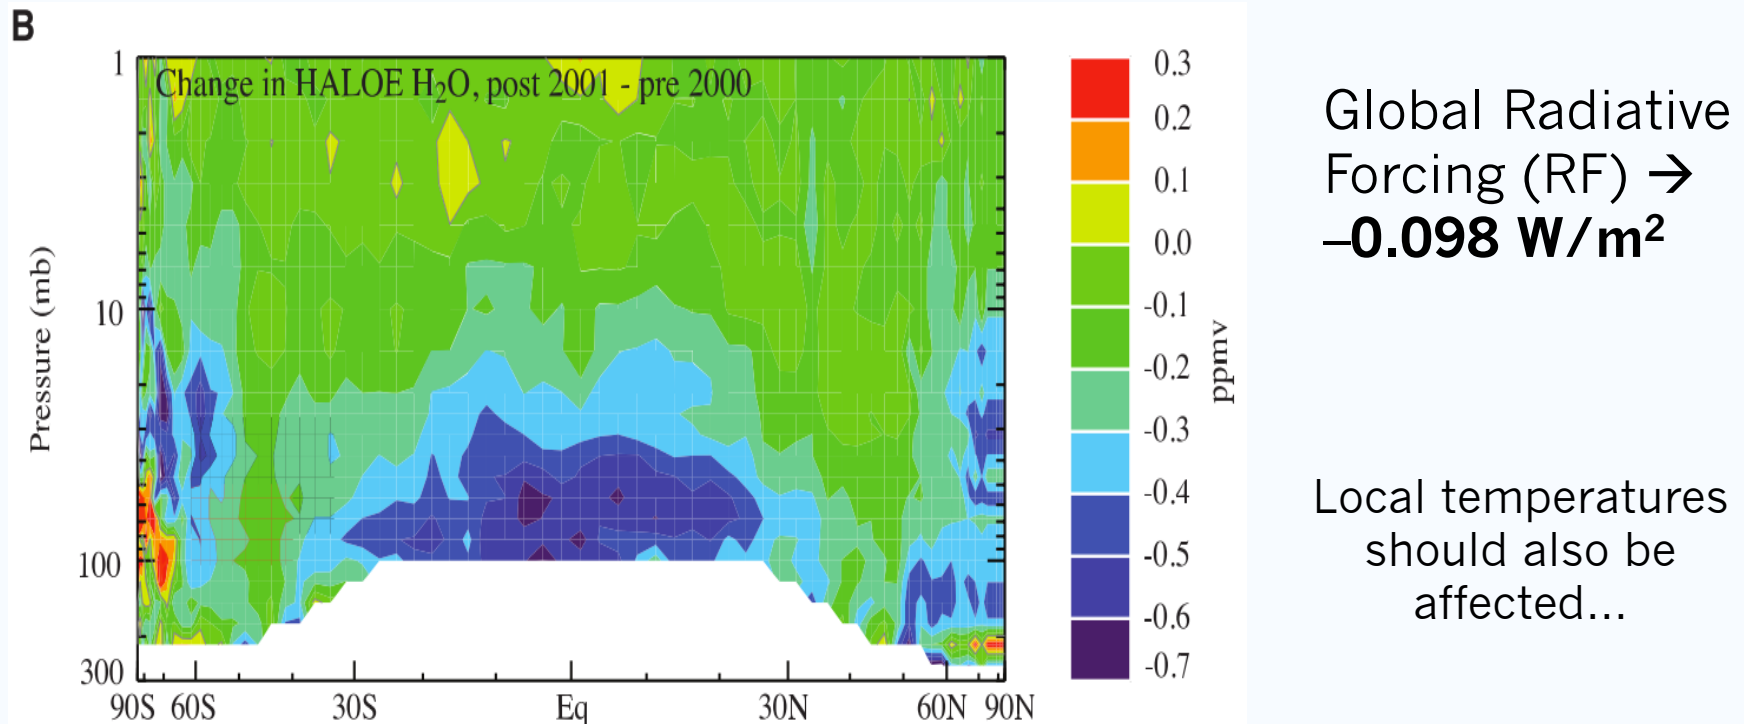 B
Change in HALOE H₂O, post 2001 - pre 2000
1
10
100
300
Pressure (mb)
90S 60S 30S Eq 30N 60N 90N
0.3
0.2
0.1
0.0
-0.1
-0.2
-0.3
-0.4
-0.5
-0.6
-0.7
ppmv
Global Radiative
Forcing (RF) →
–0.098 W/m²
Local temperatures
should also be
affected...